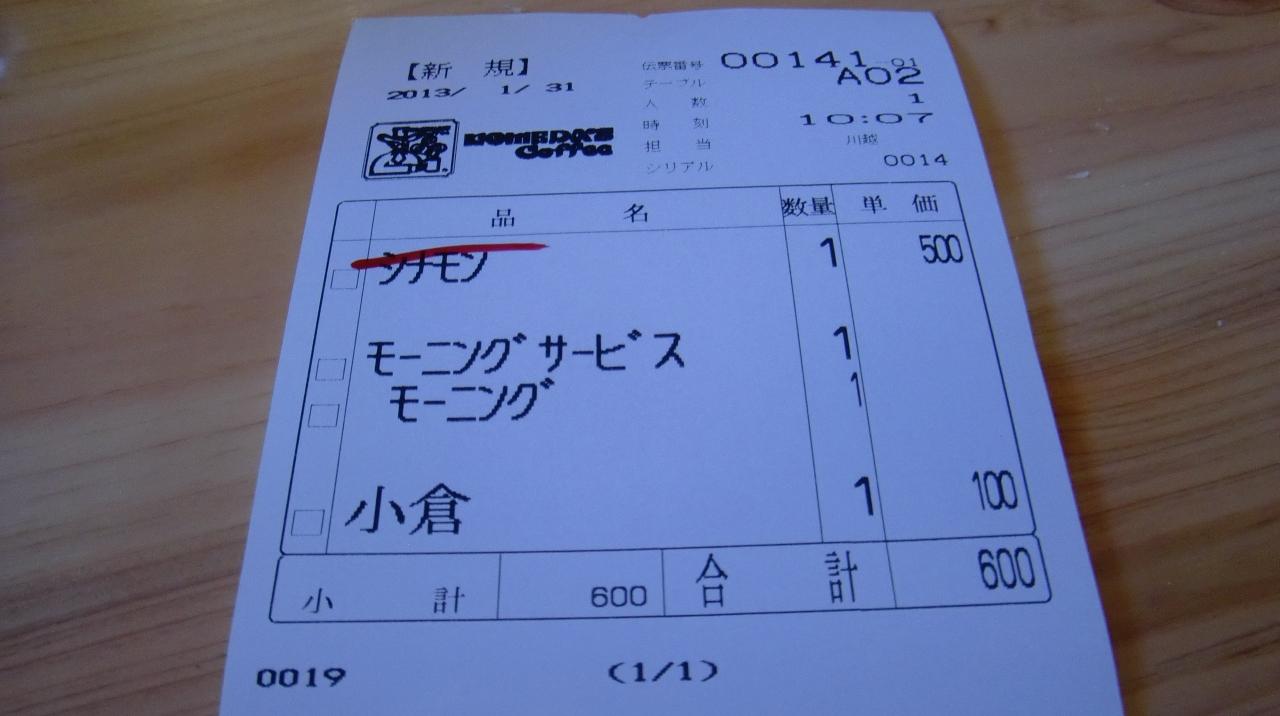 【新 規】
2013/ 1/ 31
KOMEDA'S
Coffee
伝票番号 00141-01
テーブル A02
人 数 1
時 刻 10:07
担 当 川越
シリアル 0014
品 名 数量 単 価
シナモン 1 500
モーニングサービス 1
モーニング 1
小倉 1 100
小 計 600 合 計 600
0019 (1/1)